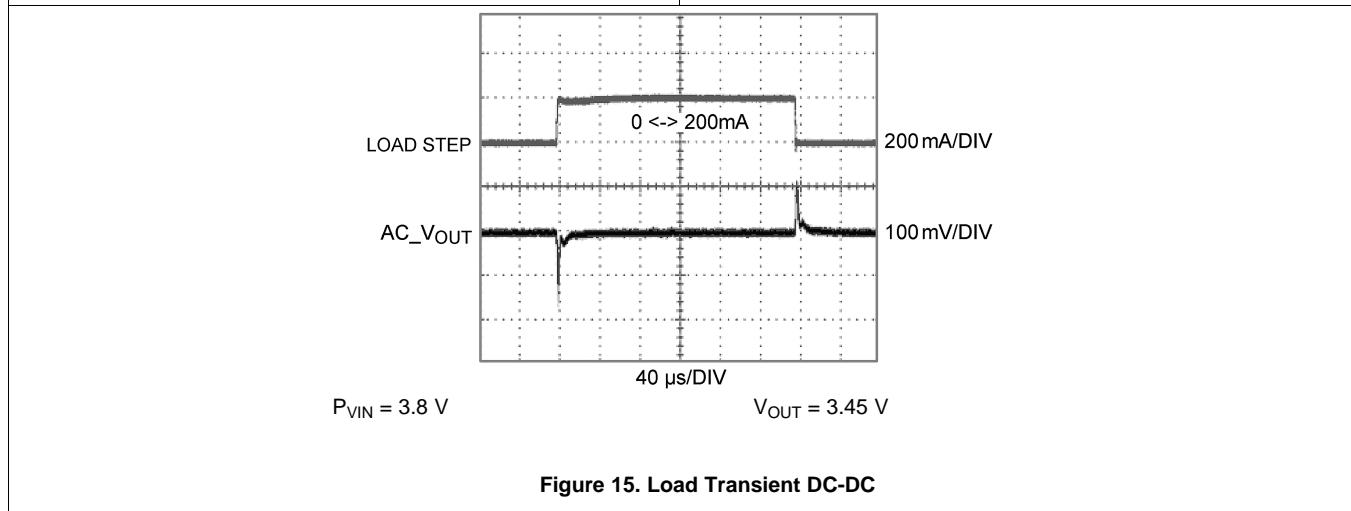 0 <-> 200mA
LOAD STEP
200 mA/DIV
AC_VOUT
100 mV/DIV
40 µs/DIV
PVIN = 3.8 V
VOUT = 3.45 V
Figure 15. Load Transient DC-DC